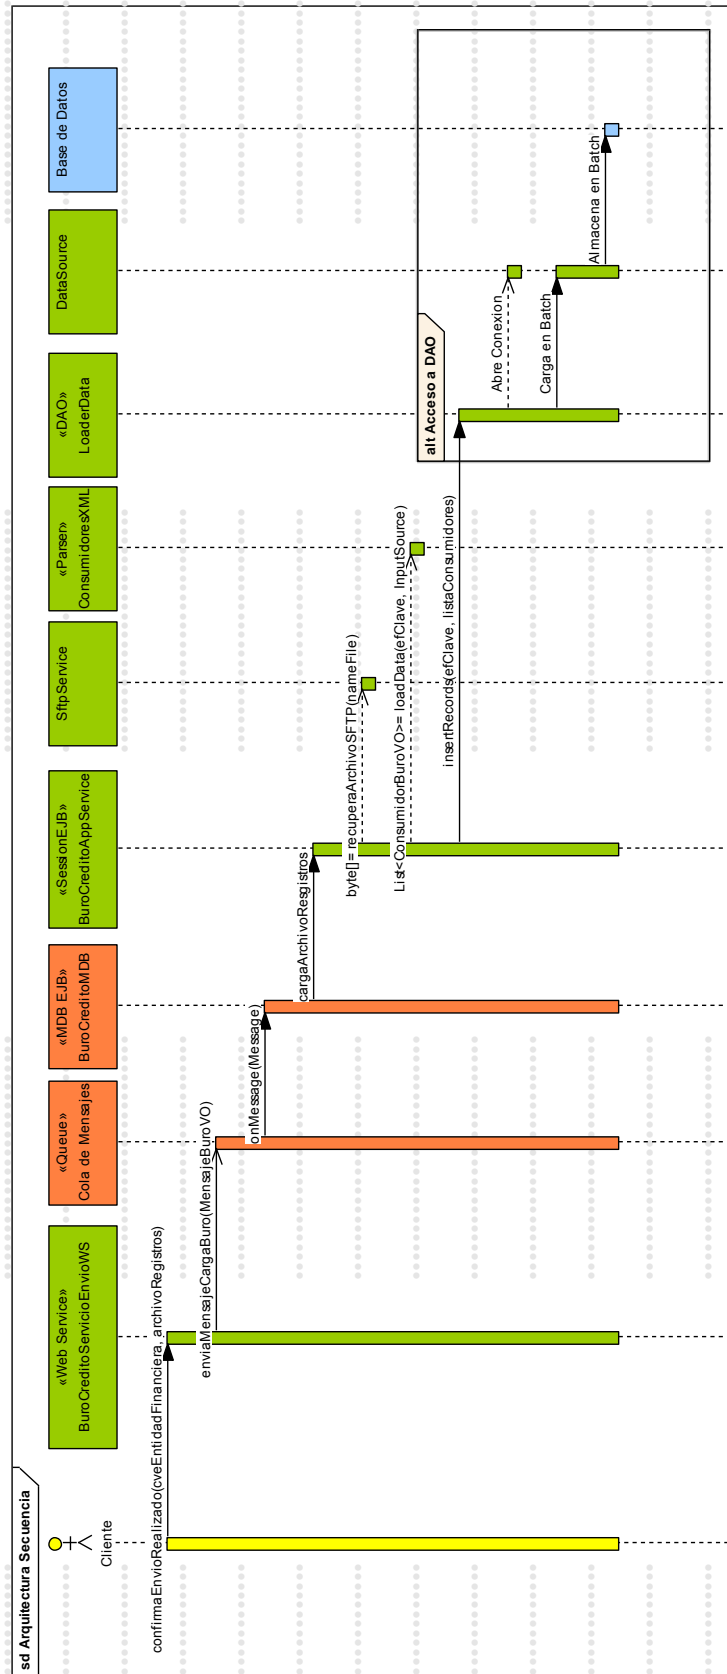 sd Arquitectura Secuencia
Cliente
«Web Service»
BuroCreditoServicioEnvioWS
«Queue»
Cola de Mensajes
«MDB EJB»
BuroCreditoMDB
«SessionEJB»
BuroCreditoAppService
SftpService
«Parser»
ConsumidoresXML
«DAO»
LoaderData
DataSource
Base de Datos
confirmaEnvioRealizado(cveEntidadFinanciera, archivoRegistros)
enviaMensajeCargaBuro(MensajeBuroVO)
onMessage(Message)
cargaArchivoResgistros
byte[]= recuperaArchivoSFTP(nameFile)
List<ConsumidorBuroVO>= loadData(efClave, InputSource)
insertRecords(efClave, listaConsumidores)
alt Acceso a DAO
Abre Conexion
Carga en Batch
Almacena en Batch